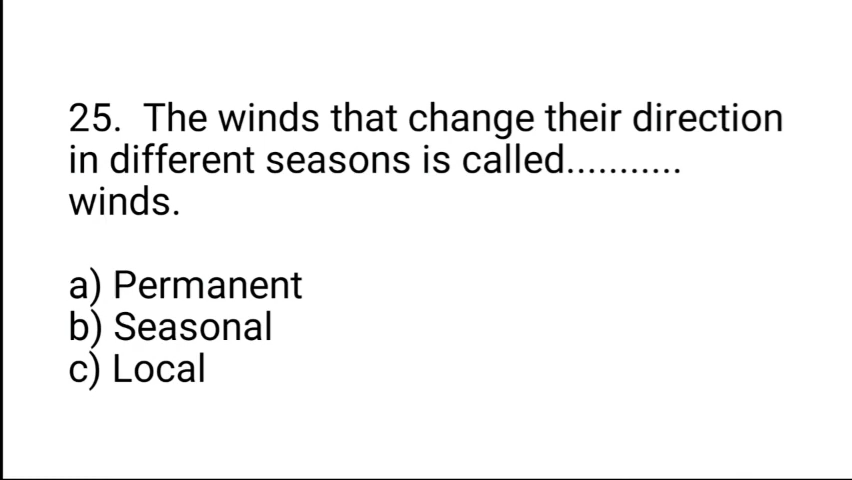 25.  The winds that change their direction
in different seasons is called...........
winds.
a) Permanent
b) Seasonal
c) Local